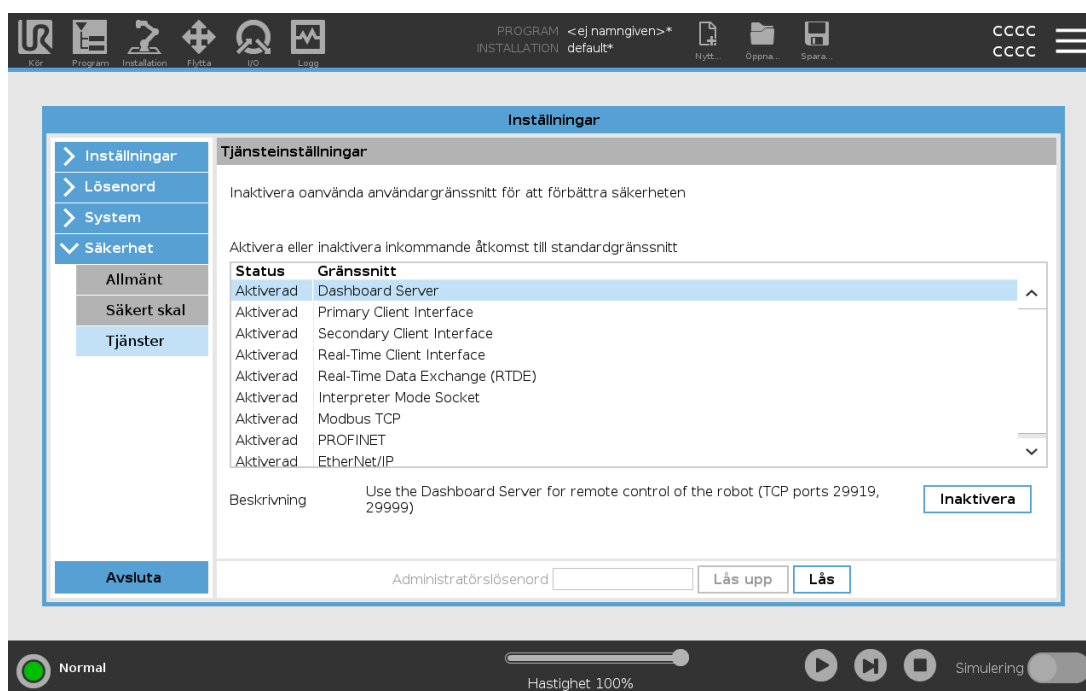 PROGRAM <ej namngiven>*
INSTALLATION default*
CCCC
CCCC
Kör Program Installation Flytta I/O Logg Nytt... Öppna... Spara...
Inställningar
Inställningar
Lösenord
System
Säkerhet
Allmänt
Säkert skal
Tjänster
Avsluta
Tjänsteinställningar
Inaktivera oanvända användargränssnitt för att förbättra säkerheten
Aktivera eller inaktivera inkommande åtkomst till standardgränssnitt
Status Gränssnitt
Aktiverad Dashboard Server
Aktiverad Primary Client Interface
Aktiverad Secondary Client Interface
Aktiverad Real-Time Client Interface
Aktiverad Real-Time Data Exchange (RTDE)
Aktiverad Interpreter Mode Socket
Aktiverad Modbus TCP
Aktiverad PROFINET
Aktiverad EtherNet/IP
Beskrivning
Use the Dashboard Server for remote control of the robot (TCP ports 29919,
29999)
Inaktivera
Administratörslösenord Lås upp Lås
Normal
Hastighet 100%
Simulering